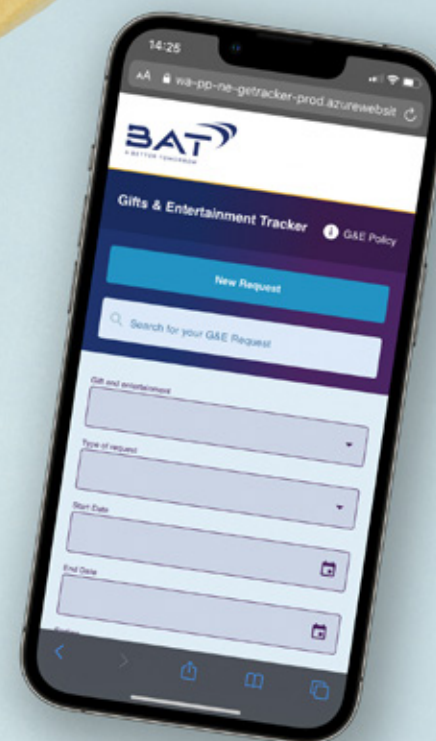 14:25
AA wa-pp-ne-getracker-prod.azurewebsit
BAT
A BETTER TOMORROW
Gifts & Entertainment Tracker i G&E Policy
New Request
Search for your G&E Request
Gift and entertainment
Type of request
Start Date
End Date